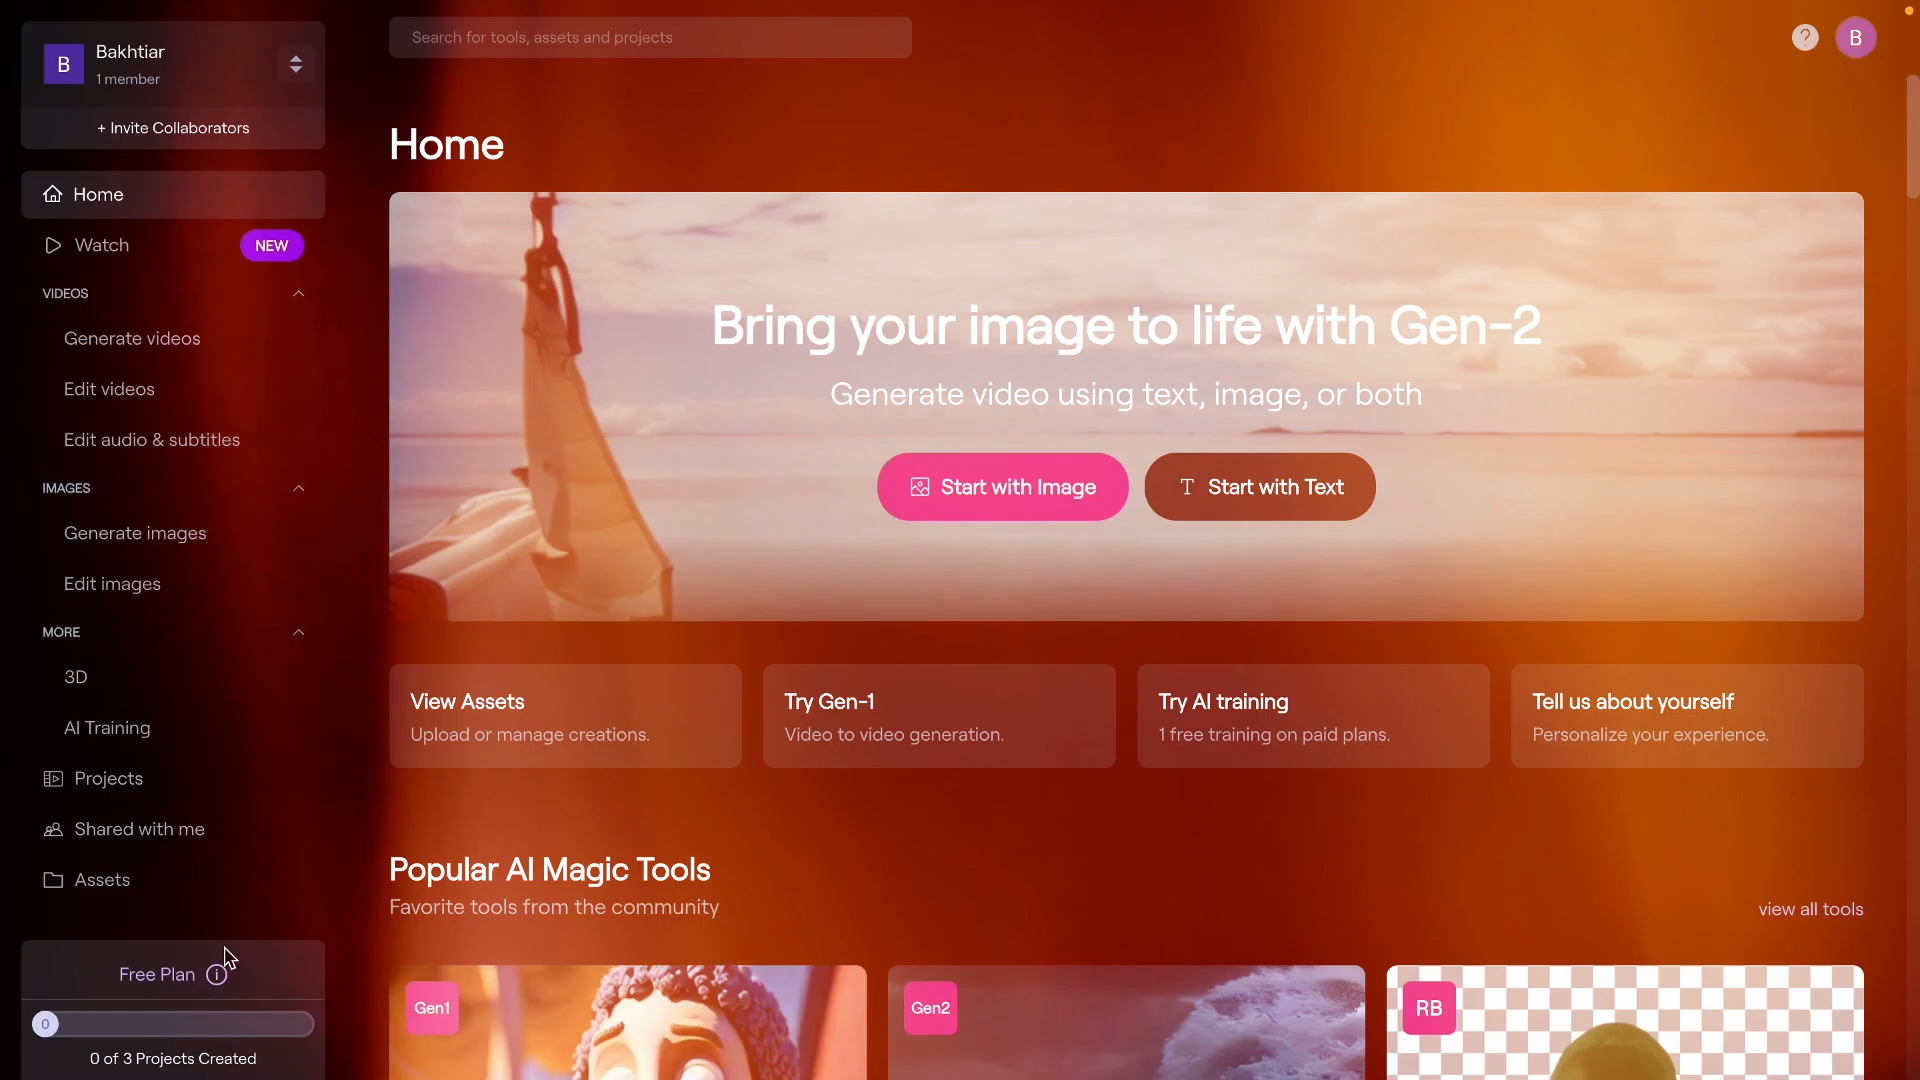 B
Bakhtiar
1 member
+ Invite Collaborators
Home
Watch
NEW
VIDEOS
Generate videos
Edit videos
Edit audio & subtitles
IMAGES
Generate images
Edit images
MORE
3D
AI Training
Projects
Shared with me
Assets
Free Plan
0
0 of 3 Projects Created
Search for tools, assets and projects
?
B
Home
Bring your image to life with Gen-2
Generate video using text, image, or both
Start with Image
Start with Text
View Assets
Upload or manage creations.
Try Gen-1
Video to video generation.
Try AI training
1 free training on paid plans.
Tell us about yourself
Personalize your experience.
Popular AI Magic Tools
Favorite tools from the community
view all tools
Gen1
Gen2
RB